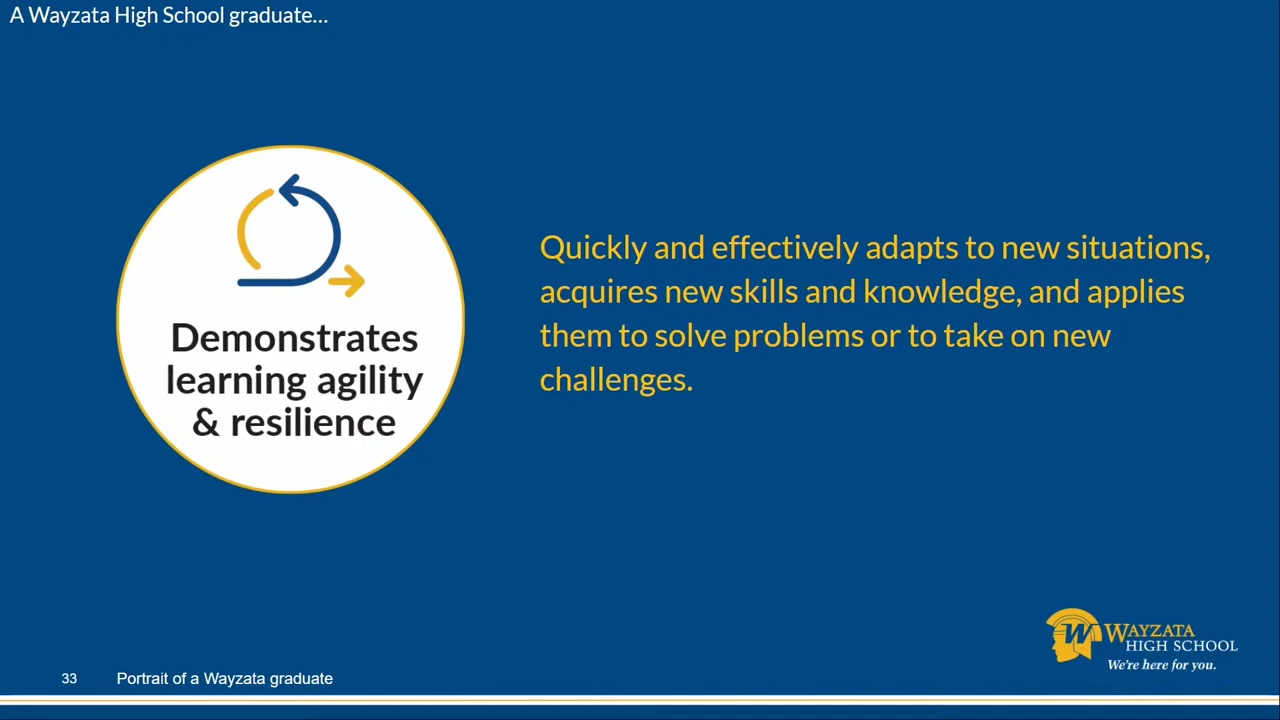 A Wayzata High School graduate...
Demonstrates
learning agility
& resilience
Quickly and effectively adapts to new situations,
acquires new skills and knowledge, and applies
them to solve problems or to take on new
challenges.
W WAYZATA
HIGH SCHOOL
We're here for you.
33 Portrait of a Wayzata graduate